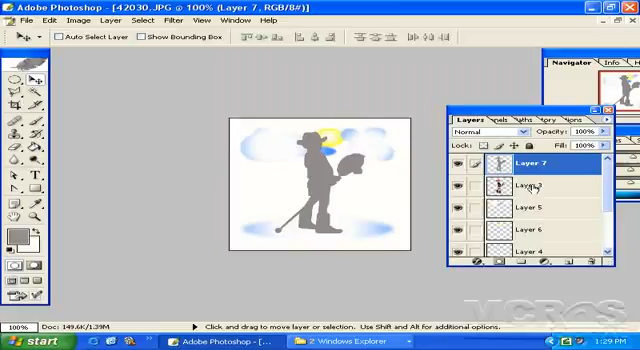 Adobe Photoshop - [42030.JPG @ 100% (Layer 7, RGB/8#)]
File Edit Image Layer Select Filter View Window Help
Auto Select Layer Show Bounding Box
Navigator Info
Layers
Normal Opacity: 100%
Lock: Fill: 100%
Layer 7
Layer 3
Layer 5
Layer 6
Layer 4
100% Doc: 149.6K/1.39M Click and drag to move layer or selection. Use Shift and Alt for additional options.
start Adobe Photoshop - [... 2 Windows Explorer 1:29 PM